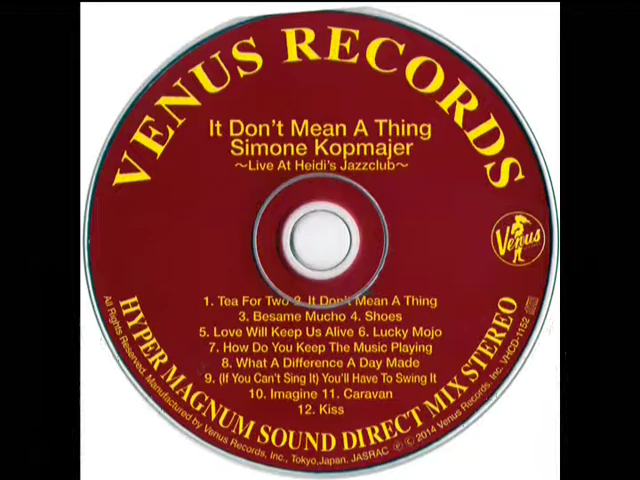 VENUS RECORDS
It Don't Mean A Thing
Simone Kopmajer
~Live At Heidi's Jazzclub~
Venus
1. Tea For Two 2. It Don't Mean A Thing
3. Besame Mucho 4. Shoes
5. Love Will Keep Us Alive 6. Lucky Mojo
7. How Do You Keep The Music Playing
8. What A Difference A Day Made
9. (If You Can't Sing It) You'll Have To Swing It
10. Imagine 11. Caravan
12. Kiss
HYPER MAGNUM SOUND DIRECT MIX STEREO
All Rights Reserved. Manufactured by Venus Records, Inc., Tokyo,Japan. JASRAC ℗ © 2014 Venus Records, Inc. VHCD-1152